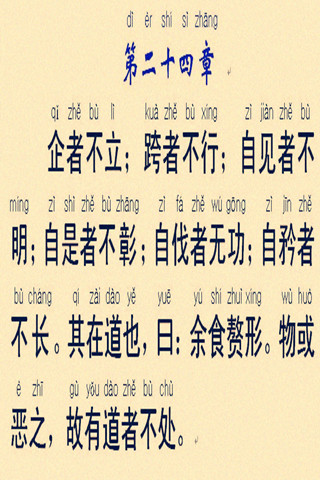 dì èr shí sì zhāng
第二十四章
qǐ zhě bù lì kuà zhě bù xíng zì jiàn zhě bù
企者不立；跨者不行；自见者不
míng zì shì zhě bù zhāng zì fá zhě wú gōng zì jīn zhě
明；自是者不彰；自伐者无功；自矜者
bù cháng qí zài dào yě yuē yú shí zhuì xíng wù huó
不长。其在道也，曰：余食赘形。物或
è zhī gù yǒu dào zhě bù chù
恶之，故有道者不处。